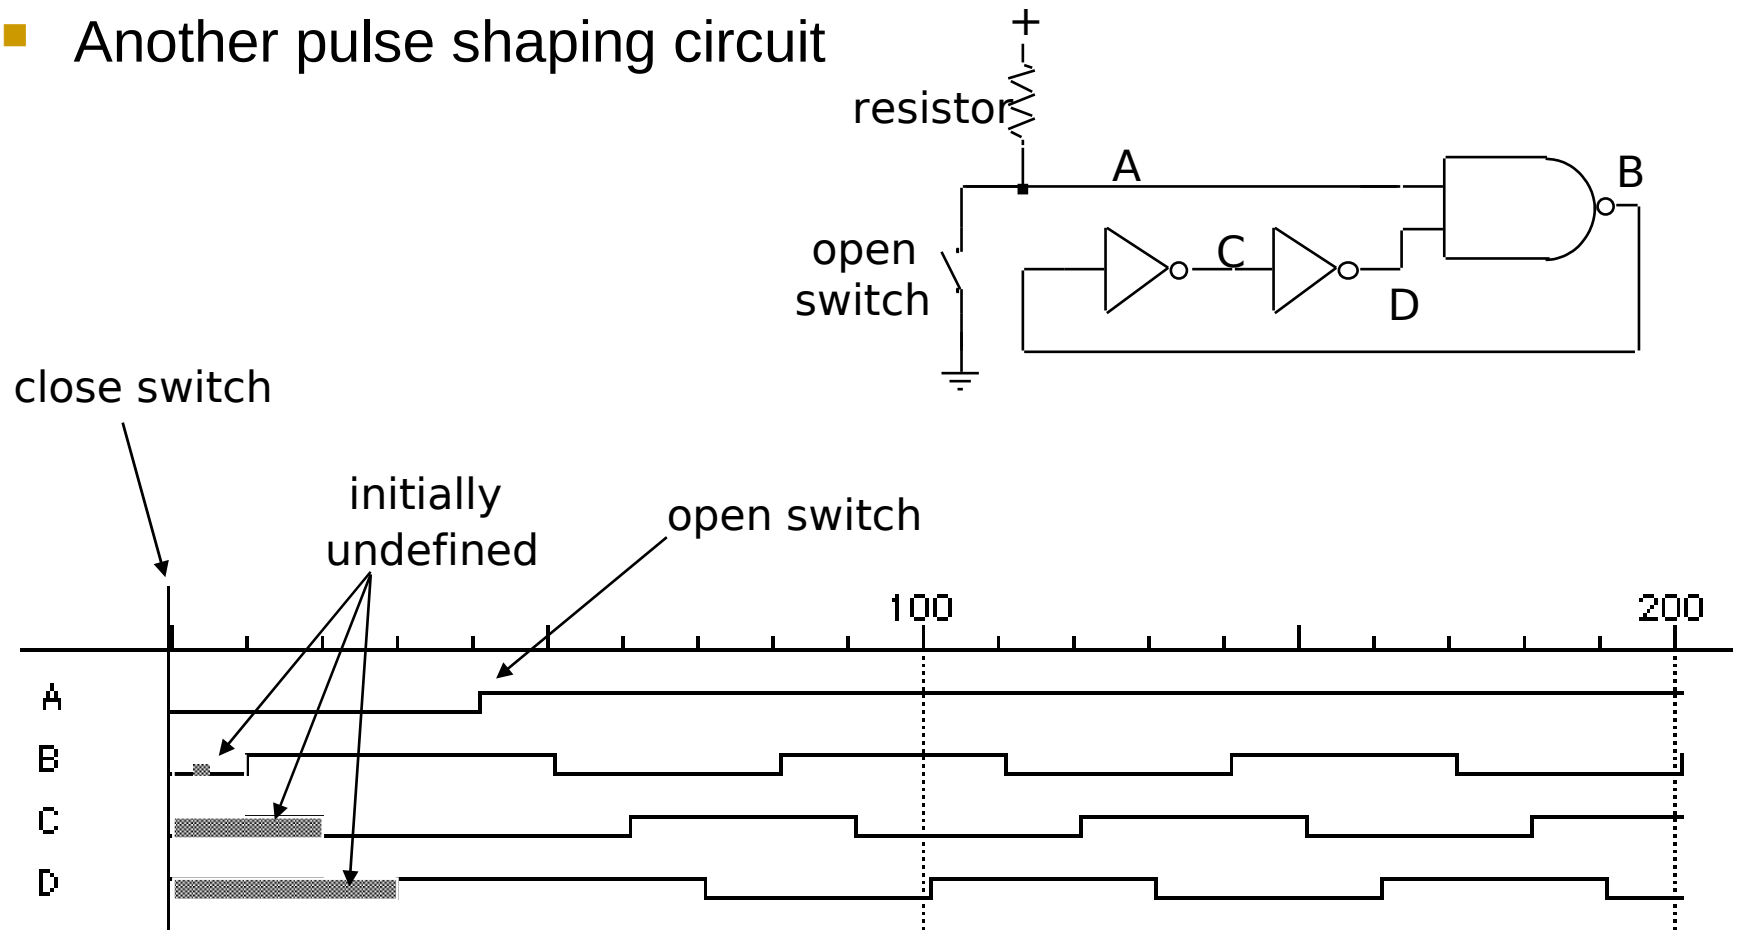 Another pulse shaping circuit
+
resistor
A
B
open
switch
C
D
close switch
initially
undefined
open switch
100
200
A
B
C
D